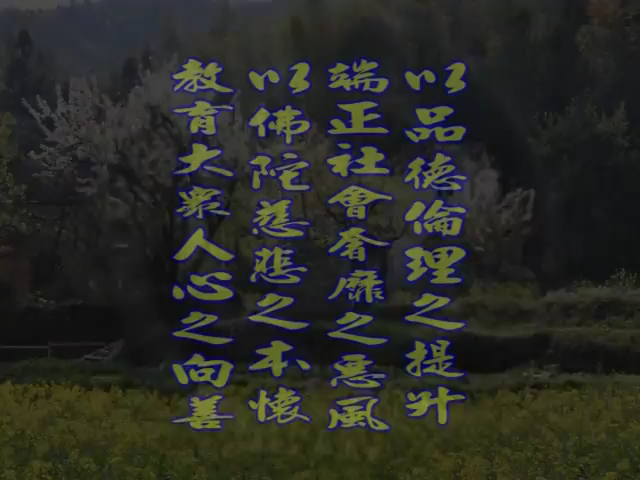 以品德倫理之提升
端正社會奢靡之惡風
以佛陀慈悲之本懷
教育大眾人心之向善